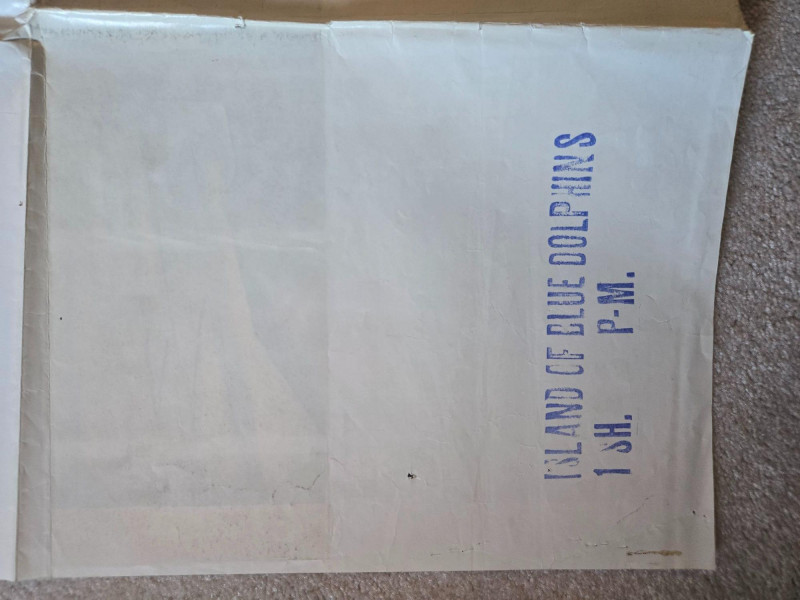 ISLAND OF BLUE DOLPHINS
1 SH. P-M.